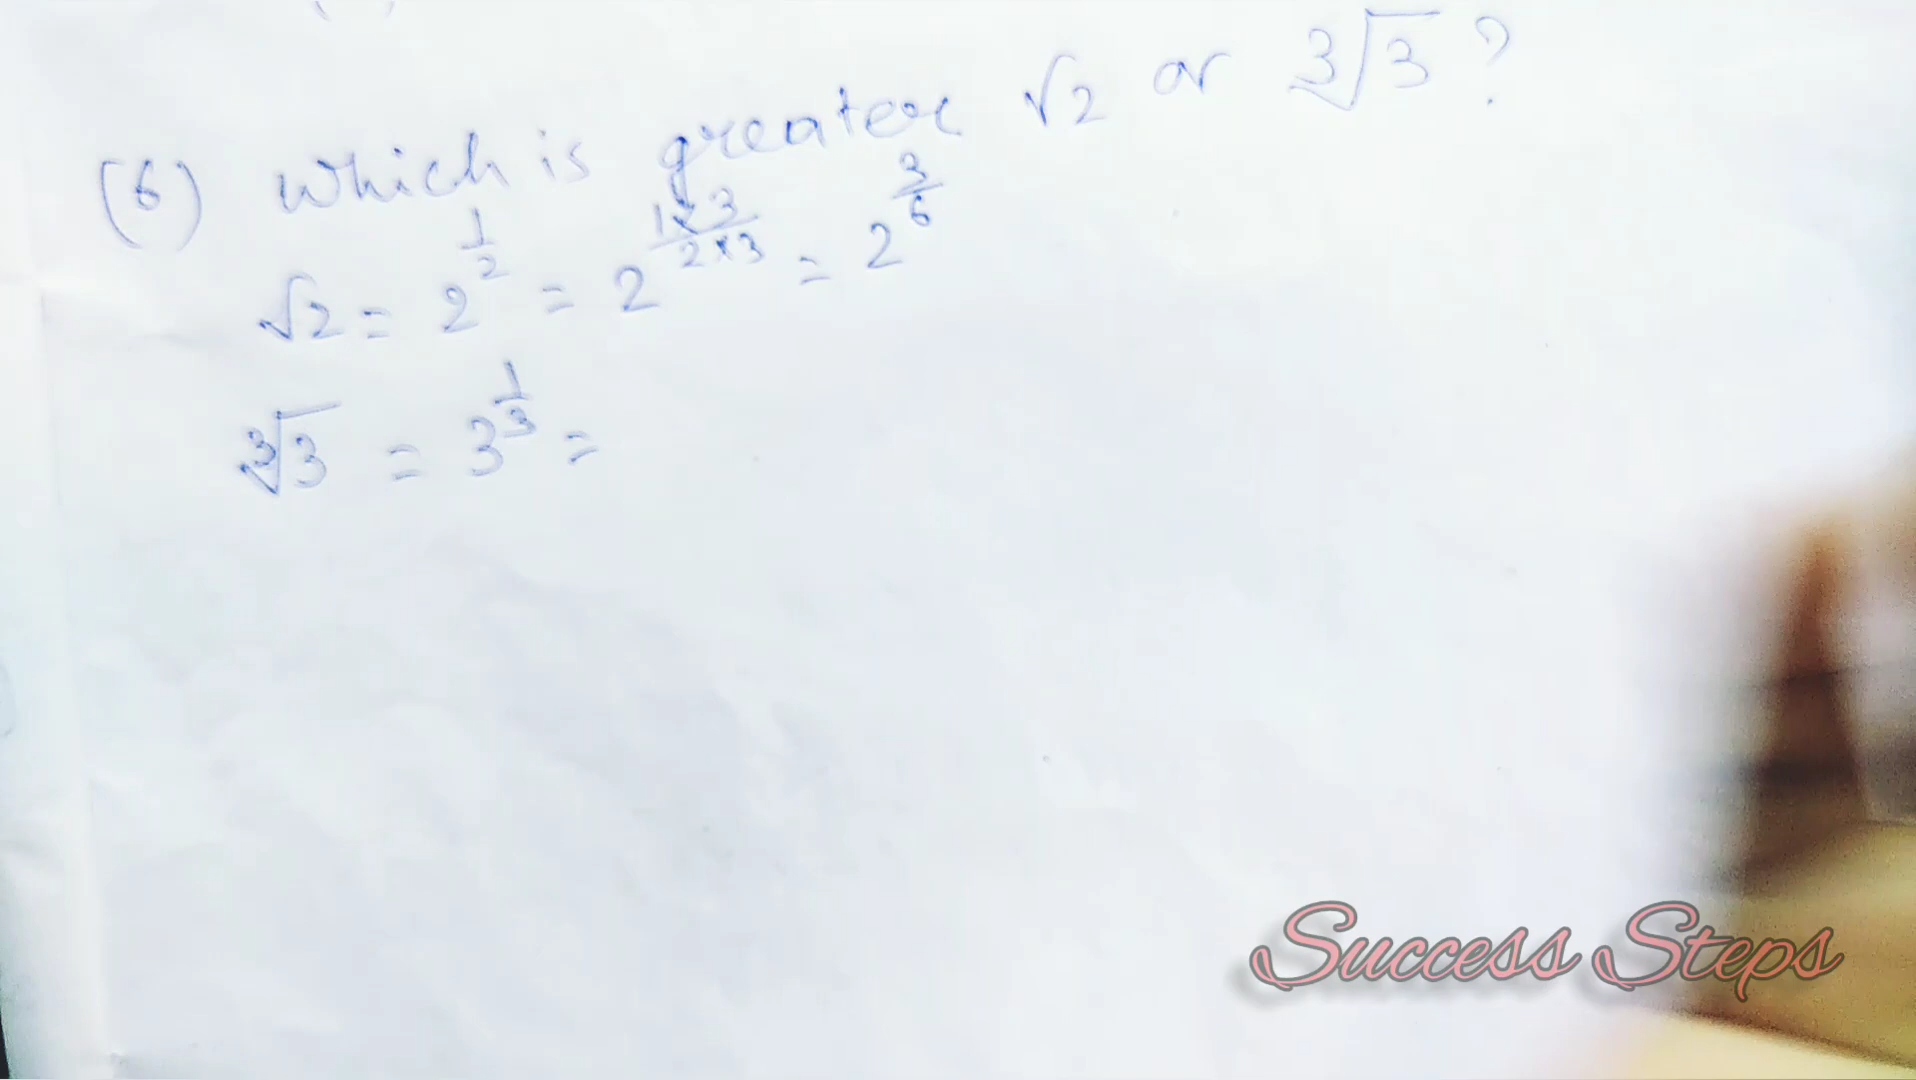 (6) which is greater √2 or ∛3 ?
√2 = 2^(1/2) = 2^((1×3)/(2×3)) = 2^(3/6)
∛3 = 3^(1/3) =
Success Steps